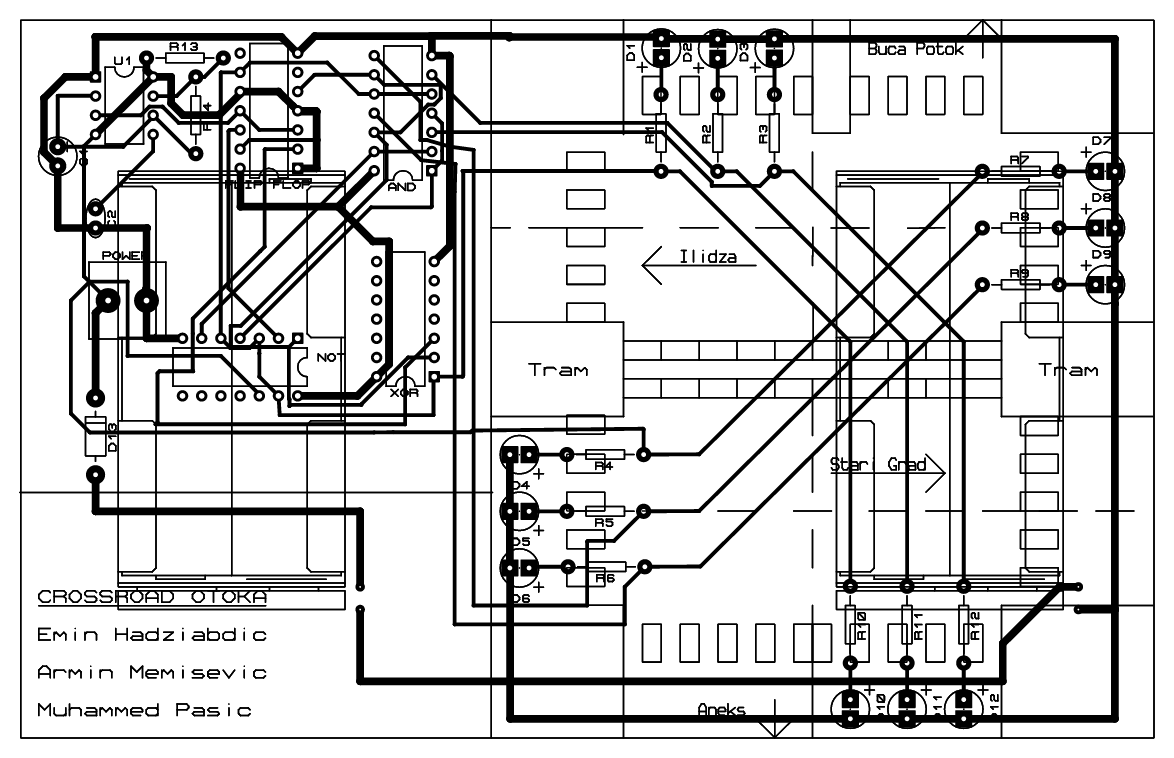 R13
U1
D1
D2
D3
Buca Potok
R1
R2
R3
D7
R7
FLIP FLOP
AND
D8
R8
C2
POWER
Ilidza
D9
R9
NOT
Tram
Tram
XOR
D13
R4
Stari Grad
D4
R5
D5
R6
D6
CROSSROAD OTOKA
R10
R11
R12
Emin Hadziabdic
Armin Memisevic
Muhammed Pasic
Aneks
D10
D11
D12